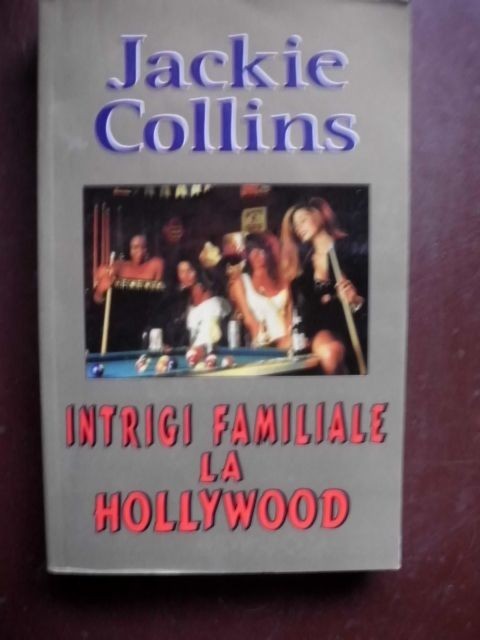 Jackie
Collins
INTRIGI FAMILIALE
LA
HOLLYWOOD